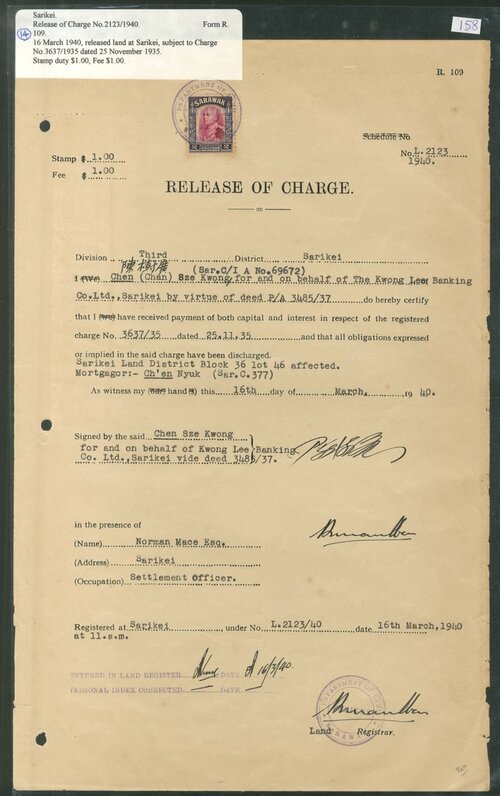 Sarikei.
Release of Charge No.2123/1940. Form R.
14 109.
16 March 1940, released land at Sarikei, subject to Charge
No.3637/1935 dated 25 November 1935.
Stamp duty $1.00, Fee $1.00.
158
R. 109
DEPARTMENT OF
SARAWAK
Schedule No.
Stamp $ 1.00
No. L.2123
1940.
Fee $ 1.00
RELEASE OF CHARGE.
Division Third District Sarikei
陳樹廣 (Sar.C/I A No.69672)
I (we) Chen (Chan) Sze Kwong for and on behalf of The Kwong Lee Banking
Co.Ltd.,Sarikei by virtue of deed P/A 3485/37 do hereby certify
that I (we) have received payment of both capital and interest in respect of the registered
charge No. 3637/35 dated 25.11.35 and that all obligations expressed
or implied in the said charge have been discharged.
Sarikei Land District Block 36 lot 46 affected.
Mortgagor:- Ch'en Nyuk (Sar.C.377)
As witness my (our hand s) this 16th day of March, 1940.
Signed by the said Chen Sze Kwong
for and on behalf of Kwong Lee Banking
Co. Ltd.,Sarikei vide deed 3485/37.
in the presence of
(Name) Norman Mace Esq.
(Address) Sarikei
(Occupation) Settlement Officer.
Registered at Sarikei, under No. L.2123/40 date 16th March,1940
at 11.a.m.
ENTERED IN LAND REGISTER DATE 16/3/40
PERSONAL INDEX CORRECTED DATE
DEPARTMENT OF
SARAWAK
Land Registrar.